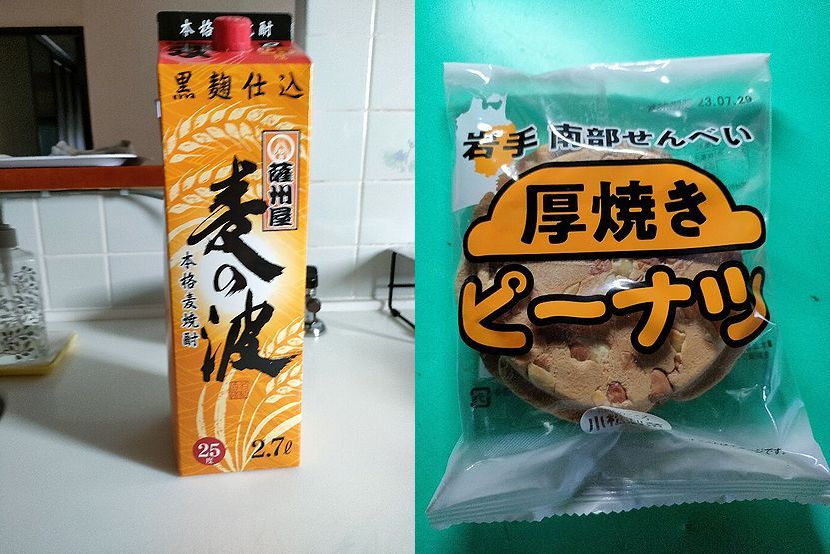 本格焼酎
黒麹仕込
薩州屋
麦の波
本格麦焼酎
25度
2.7ℓ
23.07.29
岩手 南部せんべい
厚焼き
ピーナツ